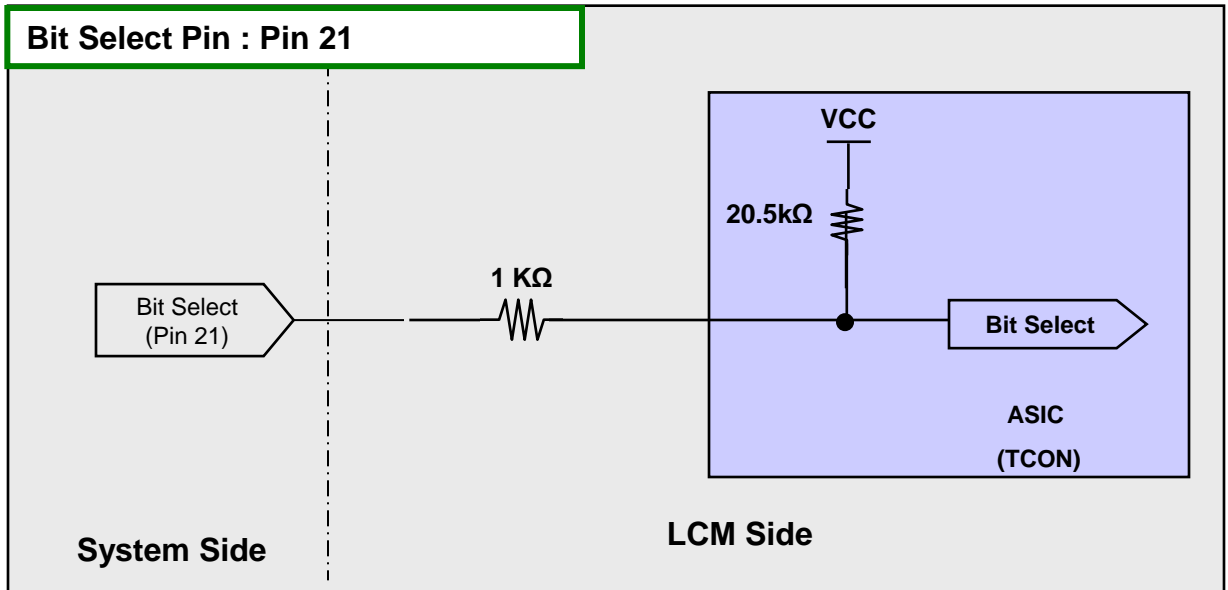 Bit Select Pin : Pin 21
VCC
20.5kΩ
1 KΩ
Bit Select
(Pin 21)
Bit Select
ASIC
(TCON)
System Side
LCM Side